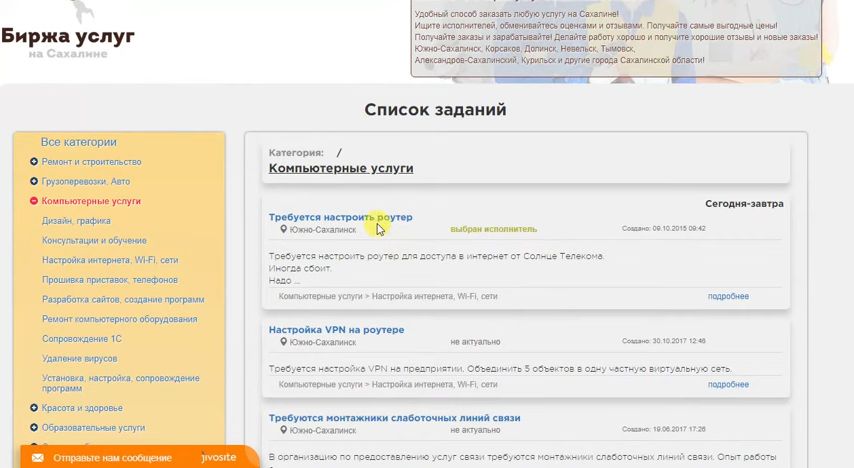 Биржа услуг
на Сахалине
Удобный способ заказать любую услугу на Сахалине!
Ищите исполнителей, обменивайтесь оценками и отзывами. Получайте самые выгодные цены!
Получайте заказы и зарабатывайте! Делайте работу хорошо и получите хорошие отзывы и новые заказы!
Южно-Сахалинск, Корсаков, Долинск, Невельск, Тымовск,
Александров-Сахалинский, Курильск и другие города Сахалинской области!
Список заданий
Все категории
Ремонт и строительство
Грузоперевозки, Авто
Компьютерные услуги
Дизайн, графика
Консультации и обучение
Настройка интернета, Wi-Fi, сети
Прошивка приставок, телефонов
Разработка сайтов, создание программ
Ремонт компьютерного оборудования
Сопровождение 1С
Удаление вирусов
Установка, настройка, сопровождение
программ
Красота и здоровье
Образовательные услуги
Отправьте нам сообщение jivosite
Категория: /
Компьютерные услуги
Сегодня-завтра
Требуется настроить роутер
Южно-Сахалинск выбран исполнитель Создано: 09.10.2015 09:42
Требуется настроить роутер для доступа в интернет от Солнце Телекома.
Иногда сбоит.
Надо ...
Компьютерные услуги > Настройка интернета, Wi-Fi, сети подробнее
Настройка VPN на роутере
Южно-Сахалинск не актуально Создано: 30.10.2017 12:46
Требуется настройка VPN на предприятии. Объединить 5 объектов в одну частную виртуальную сеть.
Компьютерные услуги > Настройка интернета, Wi-Fi, сети подробнее
Требуются монтажники слаботочных линий связи
Южно-Сахалинск не актуально Создано: 19.06.2017 17:26
В организацию по предоставлению услуг связи требуются монтажники слаботочных линий связи. Опыт работы